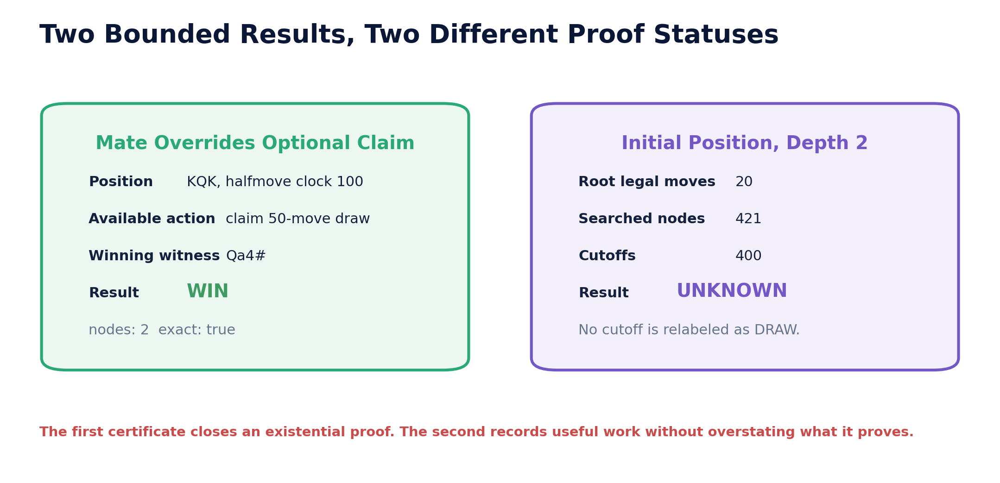 Two Bounded Results, Two Different Proof Statuses
Mate Overrides Optional Claim
Position KQK, halfmove clock 100
Available action claim 50-move draw
Winning witness Qa4#
Result WIN
nodes: 2 exact: true
Initial Position, Depth 2
Root legal moves 20
Searched nodes 421
Cutoffs 400
Result UNKNOWN
No cutoff is relabeled as DRAW.
The first certificate closes an existential proof. The second records useful work without overstating what it proves.